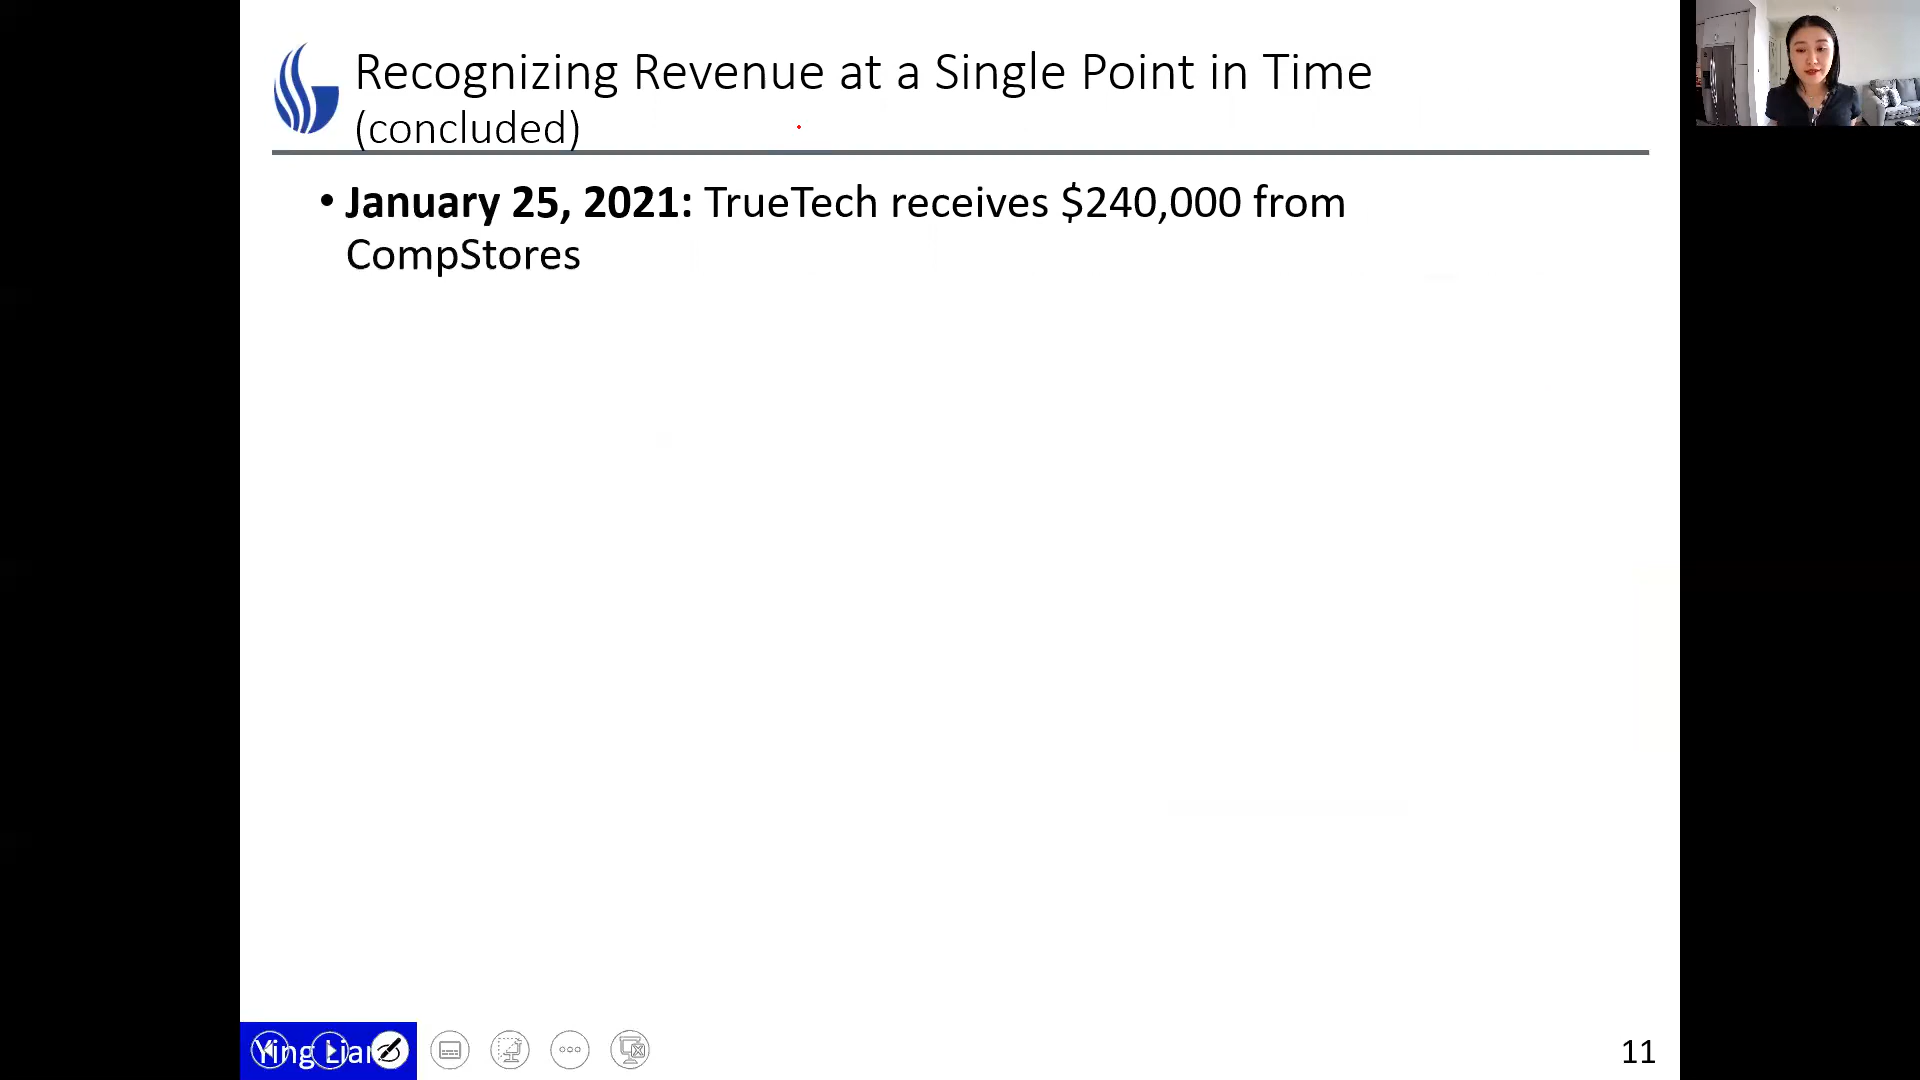 Recognizing Revenue at a Single Point in Time
(concluded)
• January 25, 2021: TrueTech receives $240,000 from
CompStores
Ying Lian
11